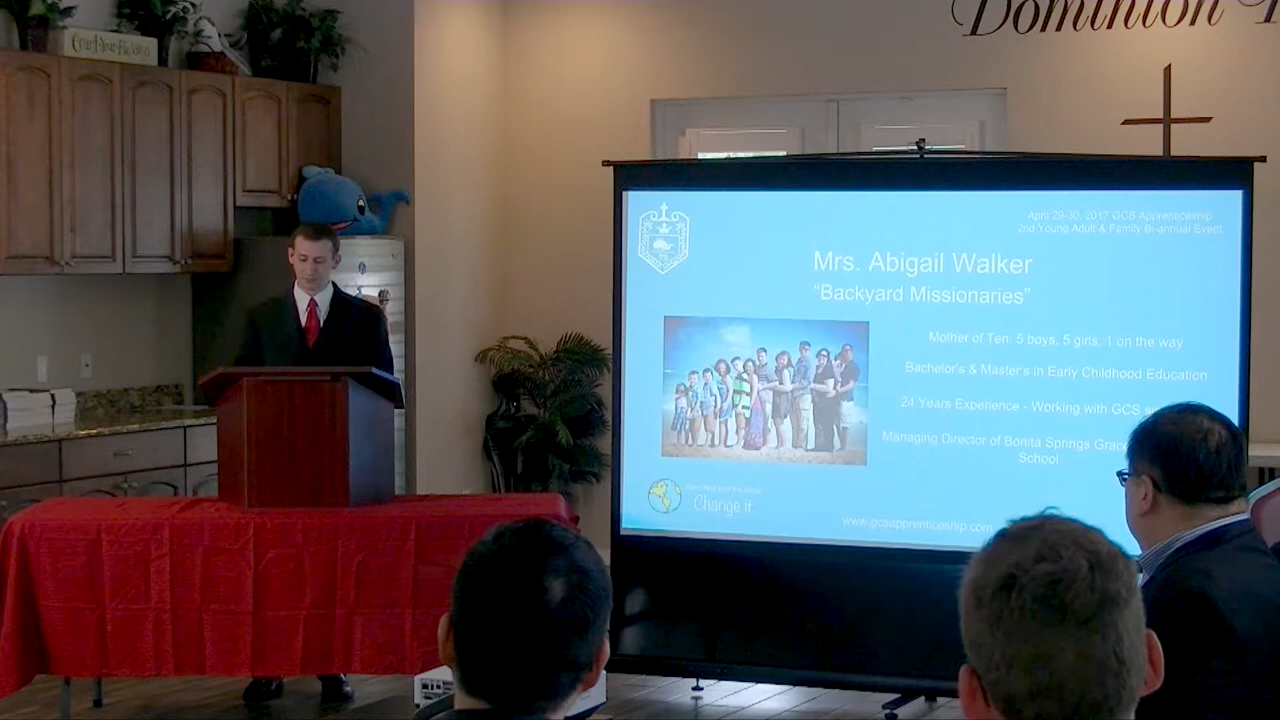 Dominion
April 29-30, 2017 GCS Apprenticeship
2nd Young Adult & Family Bi-annual Event
Mrs. Abigail Walker
“Backyard Missionaries”
Mother of Ten: 5 boys, 5 girls, 1 on the way
Bachelor's & Master's in Early Childhood Education
24 Years Experience - Working with GCS
Managing Director of Bonita Springs Grace
School
Change It
www.gcsapprenticeship.com